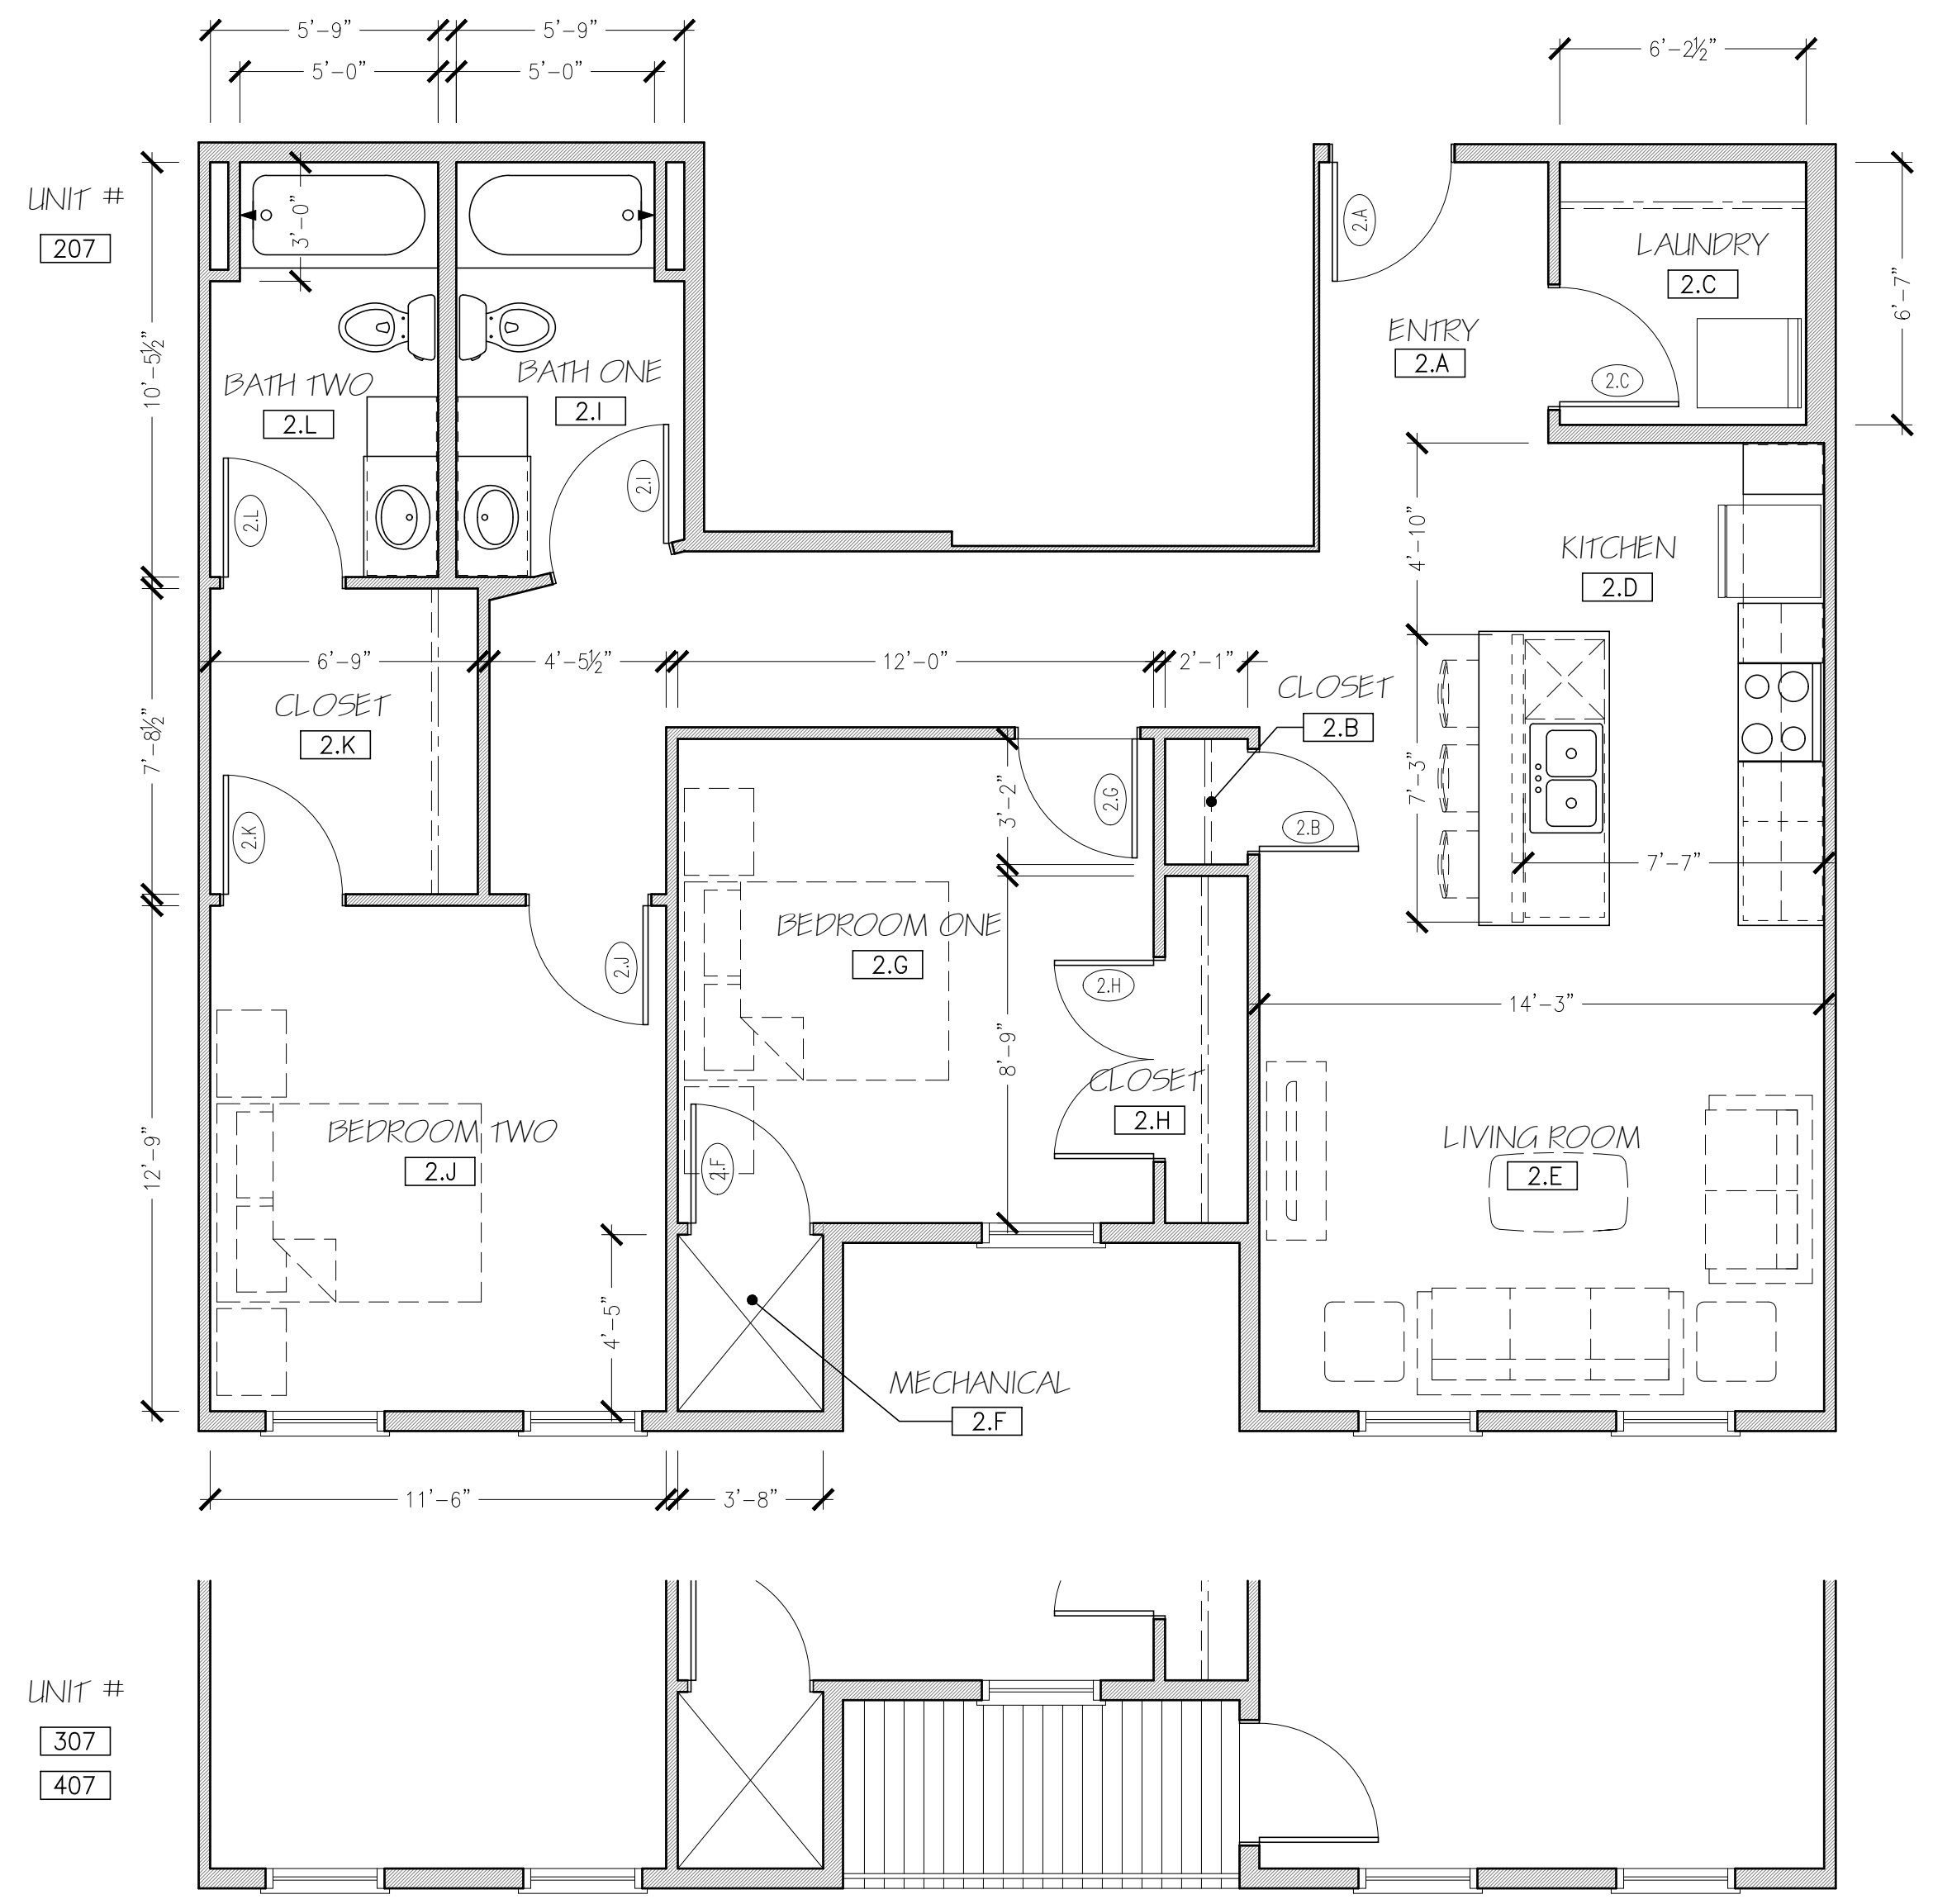 5'-9" 5'-9"
6'-2½"
5'-0" 5'-0"
UNIT #
207
3'-0"
2.A
LAUNDRY
2.C
6'-7"
ENTRY
2.A
10'-5½"
BATH TWO
2.L
BATH ONE
2.I
2.C
2.L
2.I
4'-10"
KITCHEN
2.D
6'-9" 4'-5½" 12'-0" 2'-1"
CLOSET
2.B
CLOSET
2.K
7'-8½"
7'-3"
3'-2"
2.G
2.B
2.K
7'-7"
BEDROOM ONE
2.G
2.J
2.H
14'-3"
8'-9"
CLOSET
2.H
BEDROOM TWO
2.J
12'-9"
2.F
LIVING ROOM
2.E
4'-5"
MECHANICAL
2.F
11'-6" 3'-8"
UNIT #
307
407